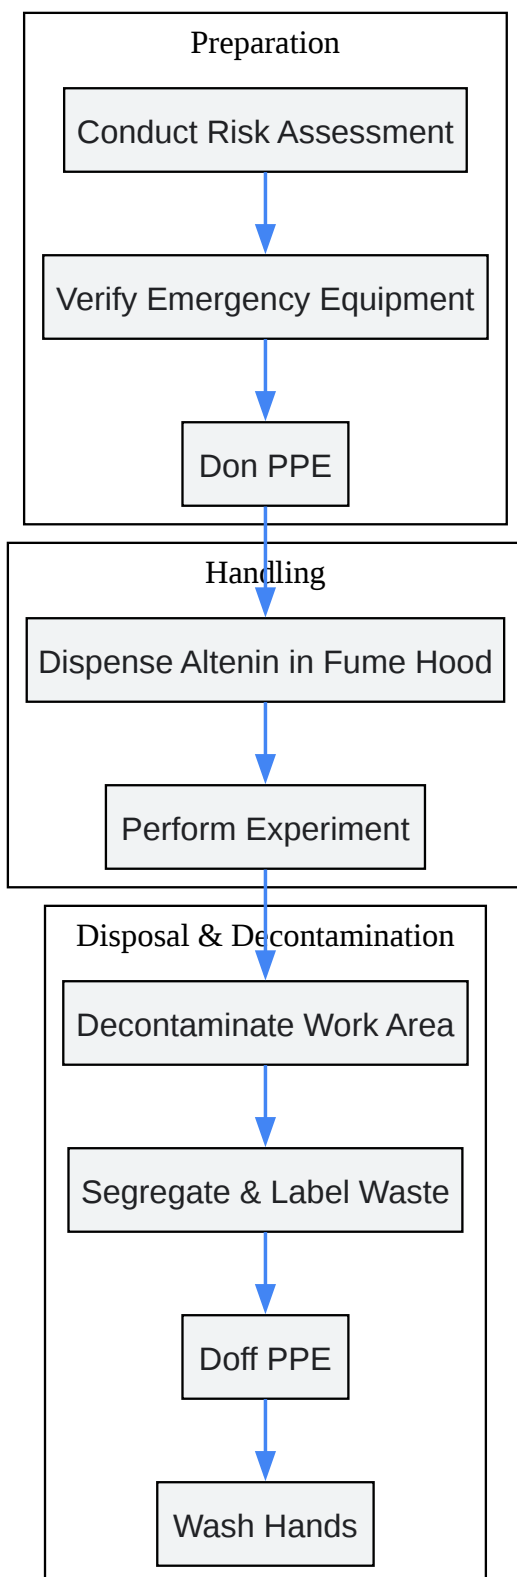 Preparation
Conduct Risk Assessment
Verify Emergency Equipment
Don PPE
Handling
Dispense Altenin in Fume Hood
Perform Experiment
Disposal & Decontamination
Decontaminate Work Area
Segregate & Label Waste
Doff PPE
Wash Hands